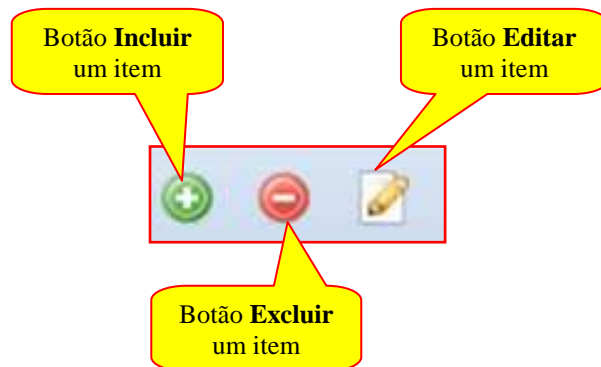 Botão Incluir
um item
Botão Editar
um item
Botão Excluir
um item